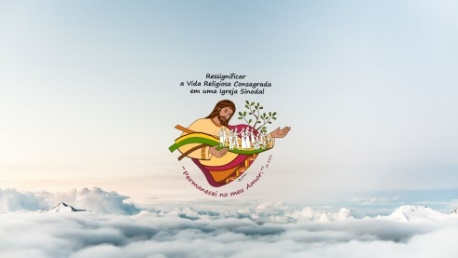 Ressignificar
a Vida Religiosa Consagrada
em uma Igreja Sinodal
"Permanecei no meu Amor."